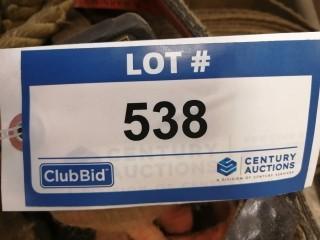 LOT #
538
ClubBid
CENTURY
AUCTIONS
A DIVISION OF CENTURY SERVICES